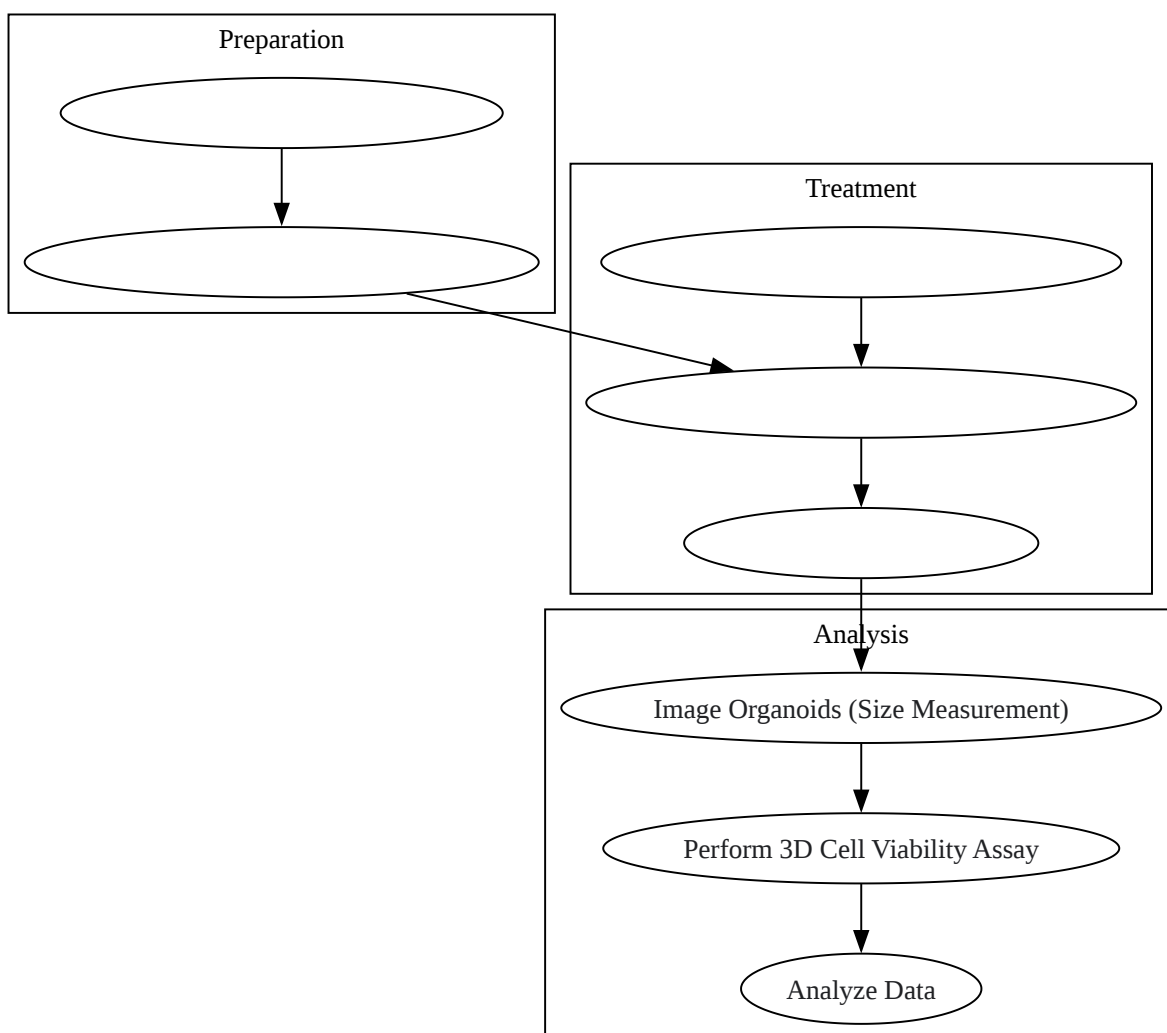 Preparation
Treatment
Analysis
Image Organoids (Size Measurement)
Perform 3D Cell Viability Assay
Analyze Data